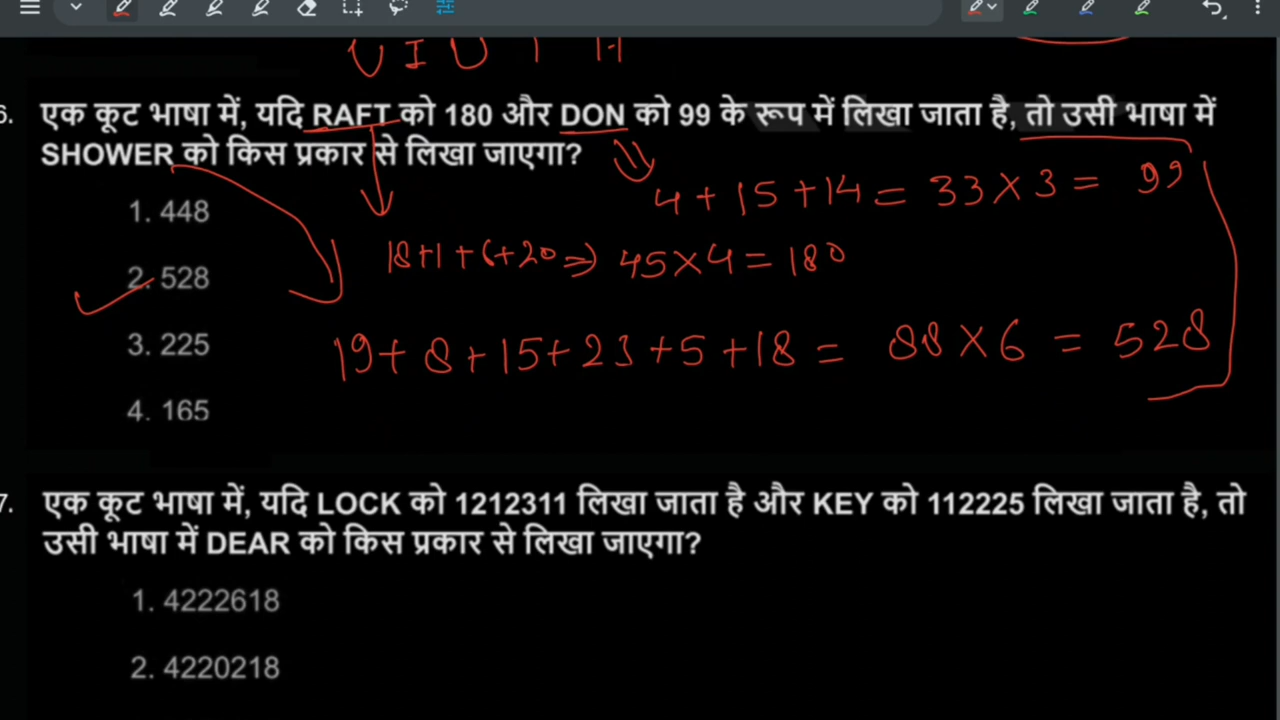 6. एक कूट भाषा में, यदि RAFT को 180 और DON को 99 के रूप में लिखा जाता है, तो उसी भाषा में
SHOWER को किस प्रकार से लिखा जाएगा?
4+15+14 = 33×3 = 99
1. 448
18+1+6+20 ⇒ 45×4 = 180
2. 528
19+8+15+23+5+18 = 88×6 = 528
3. 225
4. 165
7. एक कूट भाषा में, यदि LOCK को 1212311 लिखा जाता है और KEY को 112225 लिखा जाता है, तो
उसी भाषा में DEAR को किस प्रकार से लिखा जाएगा?
1. 4222618
2. 4220218